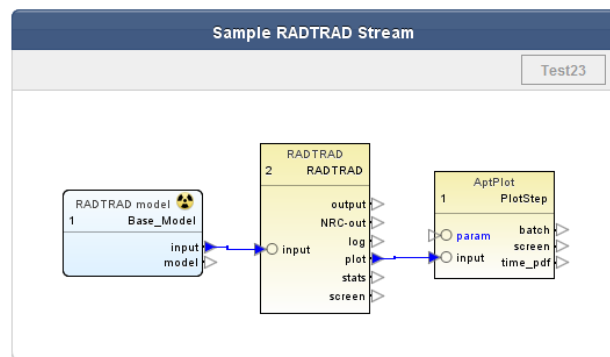 Sample RADTRAD Stream
Test23
RADTRAD model
1 Base_Model
input
model
RADTRAD
2 RADTRAD
output
NRC-out
log
input
plot
stats
screen
AptPlot
1 PlotStep
batch
param
screen
input
time_pdf